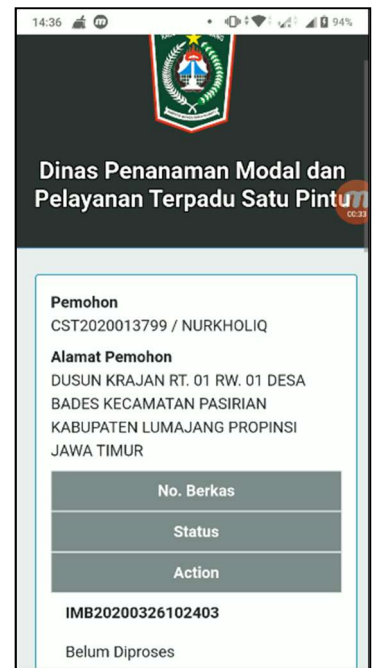 14:36
94%
Dinas Penanaman Modal dan
Pelayanan Terpadu Satu Pintu
00:33
Pemohon
CST2020013799 / NURKHOLIQ
Alamat Pemohon
DUSUN KRAJAN RT. 01 RW. 01 DESA
BADES KECAMATAN PASIRIAN
KABUPATEN LUMAJANG PROPINSI
JAWA TIMUR
No. Berkas
Status
Action
IMB20200326102403
Belum Diproses